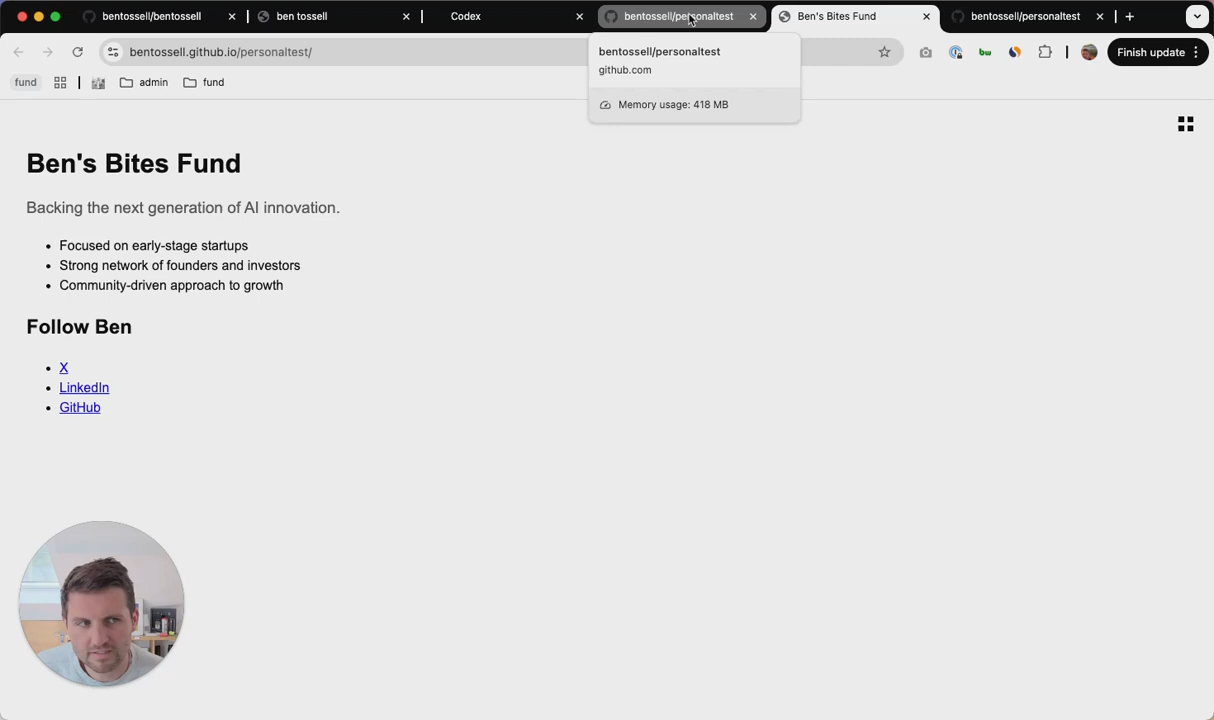 bentossell/bentossell
ben tossell
Codex
bentossell/personaltest
Ben's Bites Fund
bentossell/personaltest
bentossell.github.io/personaltest/
bw
Finish update
fund
admin
fund
bentossell/personaltest
github.com
Memory usage: 418 MB
Ben's Bites Fund
Backing the next generation of AI innovation.
• Focused on early-stage startups
• Strong network of founders and investors
• Community-driven approach to growth
Follow Ben
• X
• LinkedIn
• GitHub